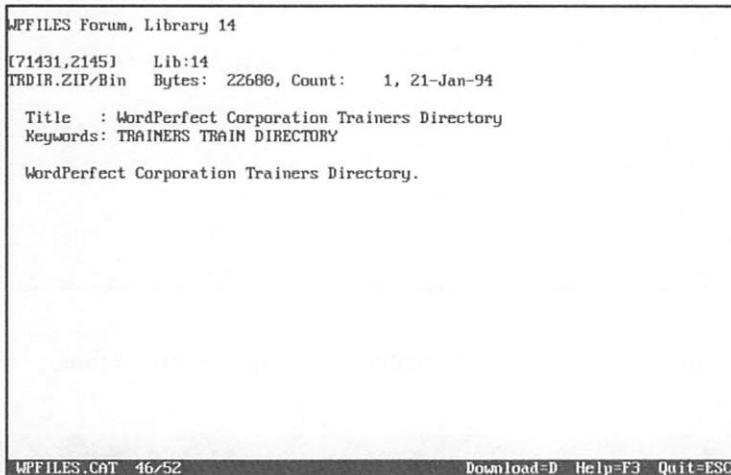 WPFILES Forum, Library 14
[71431,2145] Lib:14
TRDIR.ZIP/Bin Bytes: 22680, Count: 1, 21-Jan-94
Title : WordPerfect Corporation Trainers Directory
Keywords: TRAINERS TRAIN DIRECTORY
WordPerfect Corporation Trainers Directory.
WPFILES.CAT 46/52 Download=D Help=F3 Quit=ESC